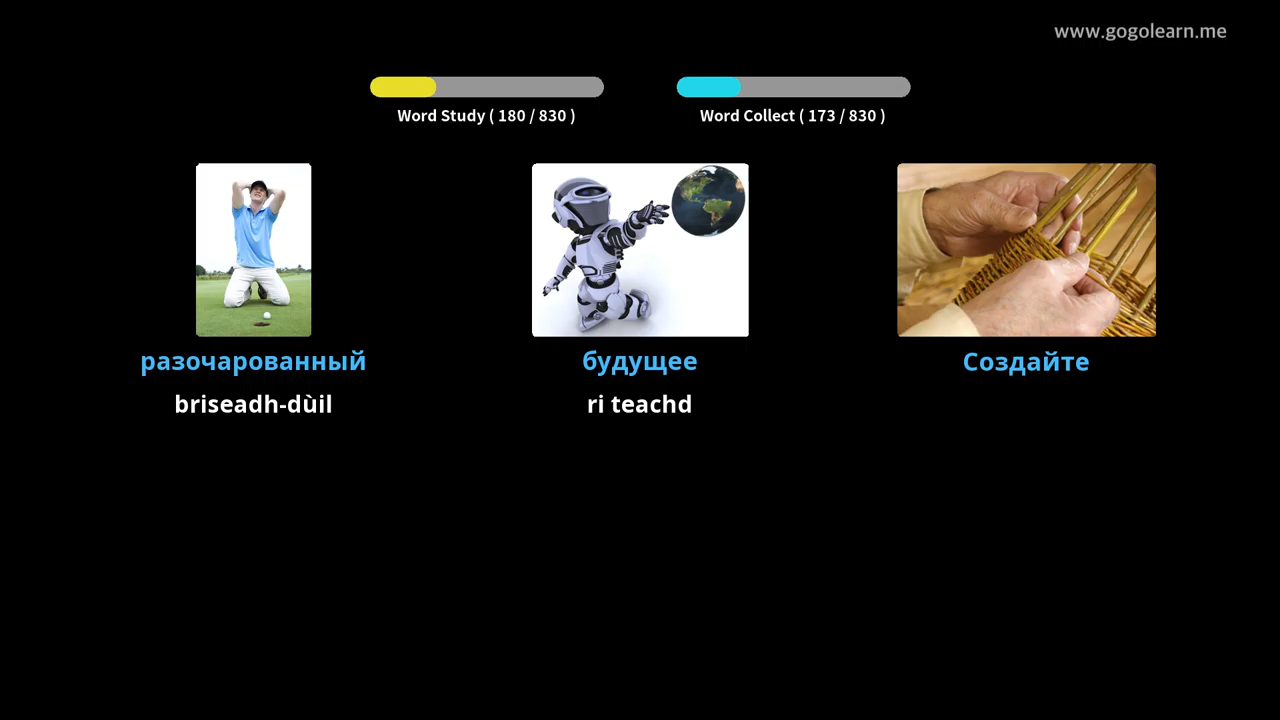 www.gogolearn.me
Word Study ( 180 / 830 )
Word Collect ( 173 / 830 )
разочарованный
будущее
Создайте
briseadh-dùil
ri teachd